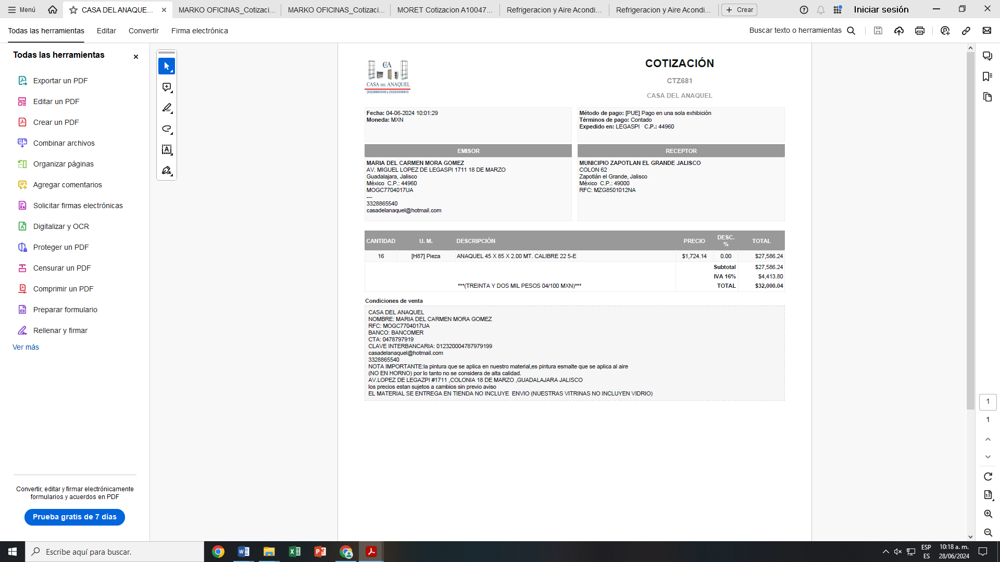 Menú
CASA DEL ANAQUE...
MARKO OFICINAS_Cotizaci...
MARKO OFICINAS_Cotizaci...
MORET Cotizacion A10047...
Refrigeracion y Aire Acondi...
Refrigeracion y Aire Acondi...
Crear
Iniciar sesión
Todas las herramientas
Editar
Convertir
Firma electrónica
Buscar texto o herramientas
Todas las herramientas
Exportar un PDF
Editar un PDF
Crear un PDF
Combinar archivos
Organizar páginas
Agregar comentarios
Solicitar firmas electrónicas
Digitalizar y OCR
Proteger un PDF
Censurar un PDF
Comprimir un PDF
Preparar formulario
Rellenar y firmar
Ver más
Convertir, editar y firmar electrónicamente
formularios y acuerdos en PDF
Prueba gratis de 7 días
CASA DEL ANAQUEL
(33)28865540 y (33)33336915
COTIZACIÓN
CTZ681
CASA DEL ANAQUEL
Fecha: 04-06-2024 10:01:29
Moneda: MXN
Método de pago: [PUE] Pago en una sola exhibición
Términos de pago: Contado
Expedido en: LEGASPI C.P.: 44960
EMISOR
MARIA DEL CARMEN MORA GOMEZ
AV. MIGUEL LOPEZ DE LEGASPI 1711 18 DE MARZO
Guadalajara, Jalisco
México C.P.: 44960
MOGC7704017UA
---
3328865540
casadelanaquel@hotmail.com
RECEPTOR
MUNICIPIO ZAPOTLAN EL GRANDE JALISCO
COLON 62
Zapotlán el Grande, Jalisco
México C.P.: 49000
RFC: MZG8501012NA
CANTIDAD U. M. DESCRIPCIÓN PRECIO DESC. % TOTAL
16 [H87] Pieza ANAQUEL 45 X 85 X 2.00 MT. CALIBRE 22 5-E $1,724.14 0.00 $27,586.24
Subtotal $27,586.24
IVA 16% $4,413.80
***(TREINTA Y DOS MIL PESOS 04/100 MXN)*** TOTAL $32,000.04
Condiciones de venta
CASA DEL ANAQUEL
NOMBRE: MARIA DEL CARMEN MORA GOMEZ
RFC: MOGC7704017UA
BANCO: BANCOMER
CTA: 0478797919
CLAVE INTERBANCARIA: 012320004787979199
casadelanaquel@hotmail.com
3328865540
NOTA IMPORTANTE:la pintura que se aplica en nuestro material,es pintura esmalte que se aplica al aire
(NO EN HORNO) por lo tanto no se considera de alta calidad.
AV.LOPEZ DE LEGAZPI #1711 ,COLONIA 18 DE MARZO ,GUADALAJARA JALISCO
los precios estan sujetos a cambios sin previo aviso
EL MATERIAL SE ENTREGA EN TIENDA NO INCLUYE ENVIO (NUESTRAS VITRINAS NO INCLUYEN VIDRIO)
1
1
Escribe aquí para buscar.
ESP
ES
10:18 a. m.
28/06/2024